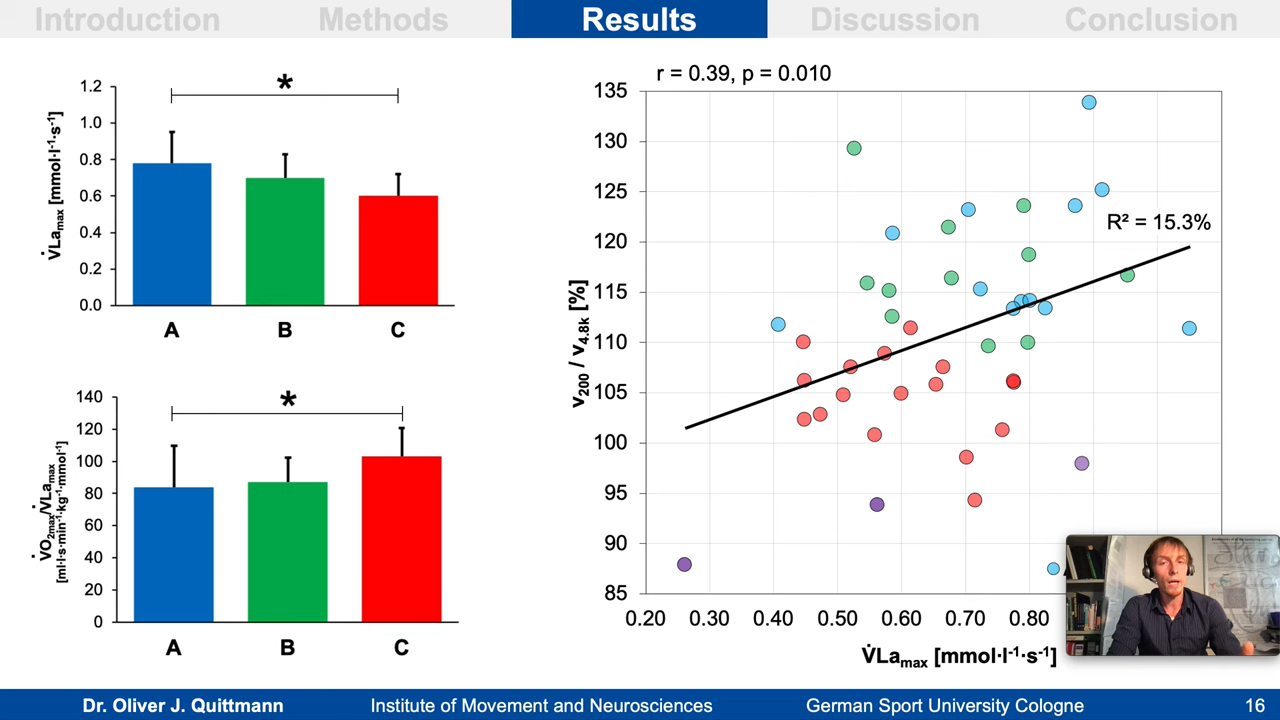 Introduction Methods Results Discussion Conclusion
*
1.2
1.0
0.8
0.6
0.4
0.2
0.0
V̇Laₘₐₓ [mmol·l⁻¹·s⁻¹]
A B C
*
140
120
100
80
60
40
20
0
V̇O₂ₘₐₓ/V̇Laₘₐₓ
[ml·l·s·min⁻¹·kg⁻¹·mmol⁻¹]
A B C
r = 0.39, p = 0.010
135
130
125
120
115
110
105
100
95
90
85
v₂₀₀ / v₄.₈ₖ [%]
R² = 15.3%
0.20 0.30 0.40 0.50 0.60 0.70 0.80
V̇Laₘₐₓ [mmol·l⁻¹·s⁻¹]
Dr. Oliver J. Quittmann Institute of Movement and Neurosciences German Sport University Cologne 16